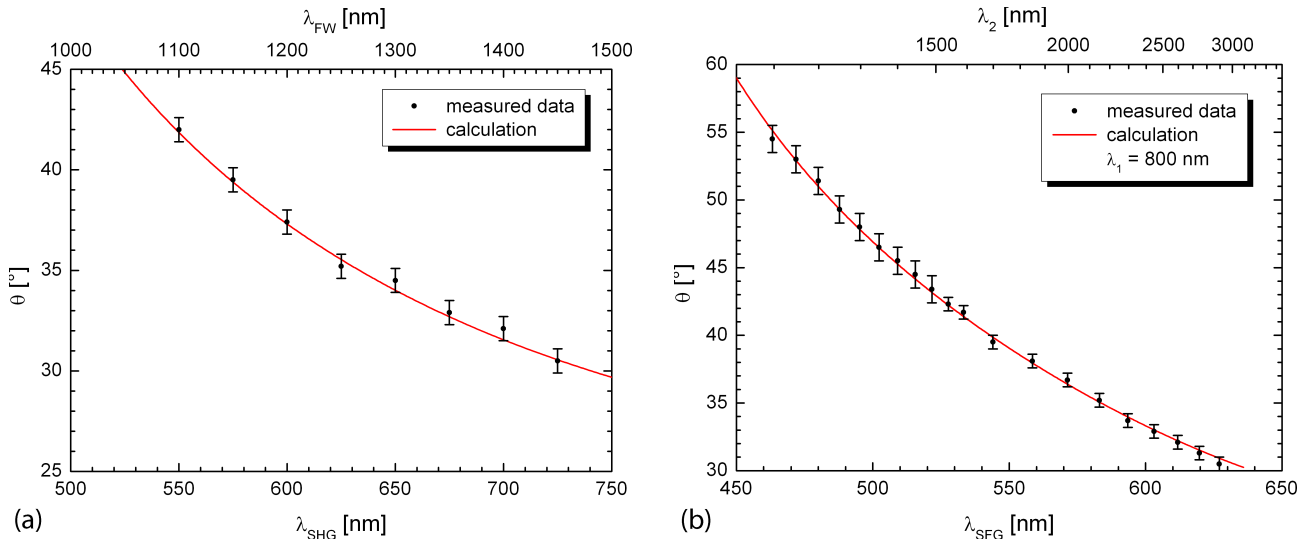 λFW [nm]
1000 1100 1200 1300 1400 1500
45
40
35
30
25
θ [°]
measured data
calculation
500 550 600 650 700 750
λSHG [nm]
(a)
λ2 [nm]
1500 2000 2500 3000
60
55
50
45
40
35
30
θ [°]
measured data
calculation
λ1 = 800 nm
450 500 550 600 650
λSFG [nm]
(b)